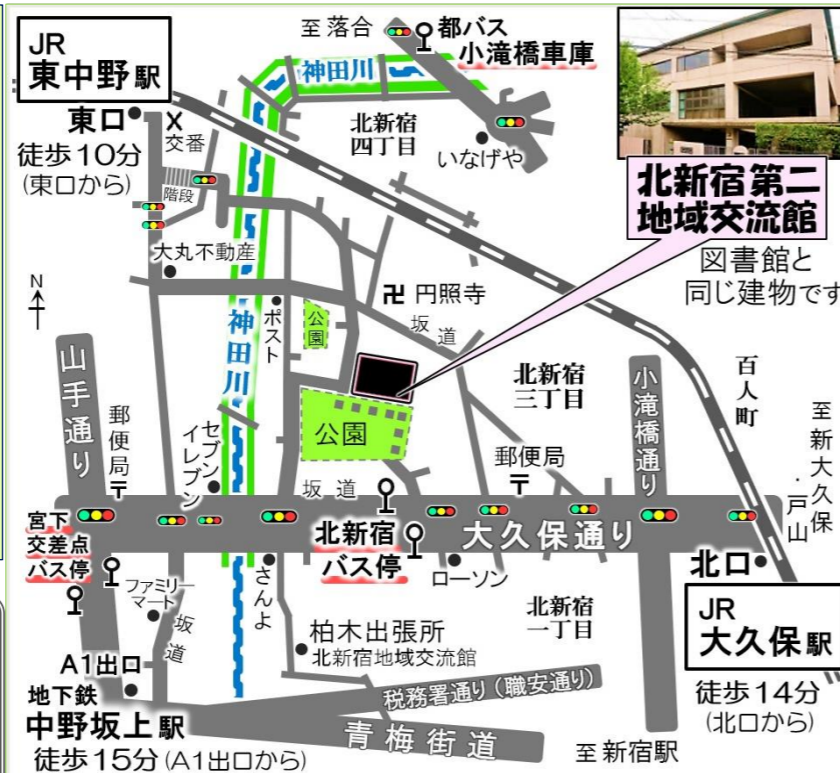 JR
東中野駅
東口
徒歩10分
(東口から)
交番
階段
至落合
都バス
小滝橋車庫
神田川
北新宿
四丁目
いなげや
北新宿第二
地域交流館
図書館と
同じ建物です
大丸不動産
N
ポスト
公園
円照寺
坂道
神田川
山手通り
郵便局
セブン
イレブン
公園
坂道
北新宿
三丁目
郵便局
小滝橋通り
百人町
至新大久保
・戸山
宮下
交差点
バス停
北新宿
バス停
大久保通り
北口
ファミリー
マート
坂道
さんよ
ローソン
北新宿
一丁目
JR
大久保駅
徒歩14分
(北口から)
柏木出張所
北新宿地域交流館
A1出口
地下鉄
中野坂上駅
徒歩15分(A1出口から)
税務署通り(職安通り)
青梅街道
至新宿駅